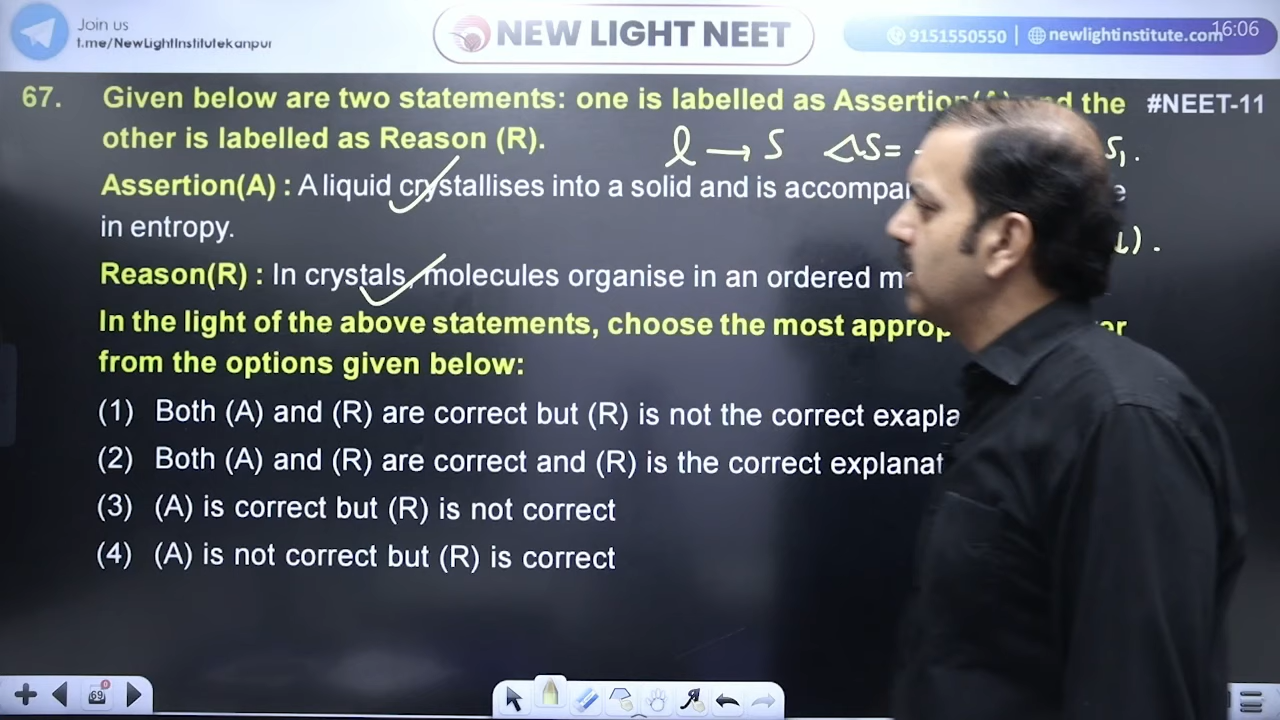 Join us
t.me/NewLightInstitutekanpur
NEW LIGHT NEET
9151550550 | newlightinstitute.com
16:06
67. Given below are two statements: one is labelled as Assertion(A) and the #NEET-11
other is labelled as Reason (R).
l → S ΔS= - S₁.
Assertion(A) : A liquid crystallises into a solid and is
in entropy.
Reason(R) : In crystals, molecules organise in an ordered
In the light of the above statements, choose the most
from the options given below:
(1) Both (A) and (R) are correct but (R) is not the correct
(2) Both (A) and (R) are correct and (R) is the correct
(3) (A) is correct but (R) is not correct
(4) (A) is not correct but (R) is correct
69